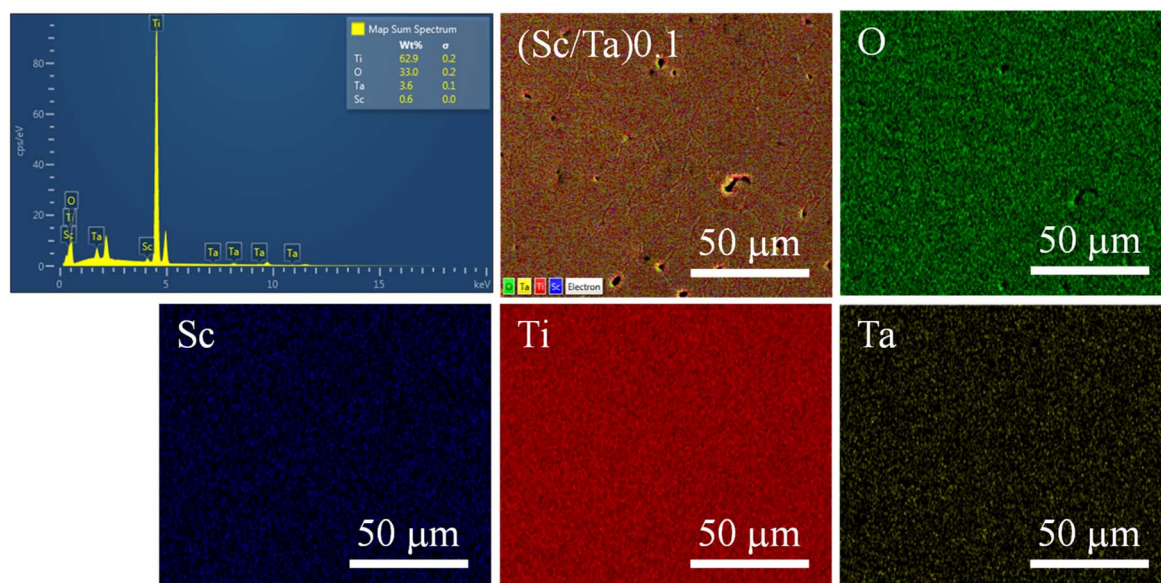 Ti
Map Sum Spectrum
Wt% σ
Ti 62.9 0.2
O 33.0 0.2
Ta 3.6 0.1
Sc 0.6 0.0
80
60
40
20
0
cps/eV
O
Ti
Sc
Ta
Sc
Ta
Ta
Ta
Ta
0 5 10 15 keV
(Sc/Ta)0.1
50 μm
O Ta Ti Sc Electron
O
50 μm
Sc
50 μm
Ti
50 μm
Ta
50 μm